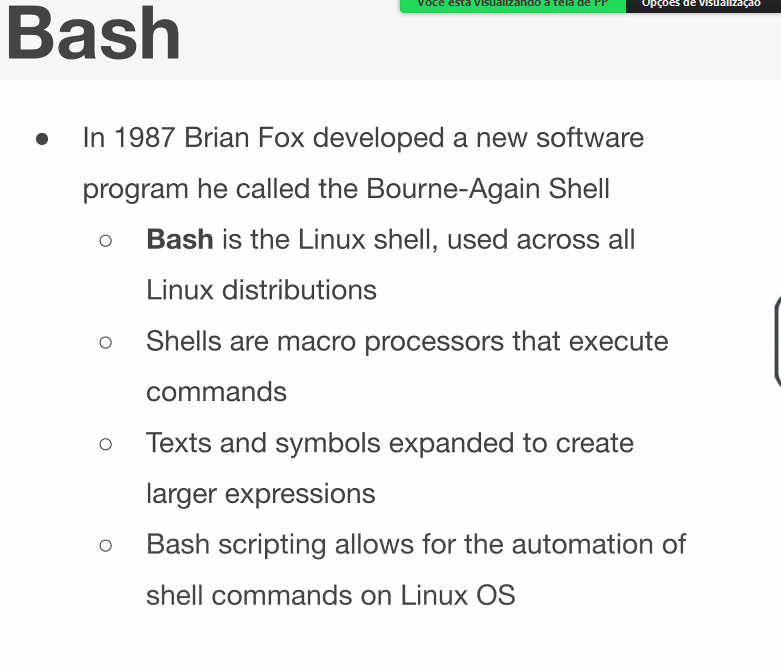 Você está visualizando a tela de PP Opções de visualização
Bash
● In 1987 Brian Fox developed a new software
program he called the Bourne-Again Shell
○ Bash is the Linux shell, used across all
Linux distributions
○ Shells are macro processors that execute
commands
○ Texts and symbols expanded to create
larger expressions
○ Bash scripting allows for the automation of
shell commands on Linux OS